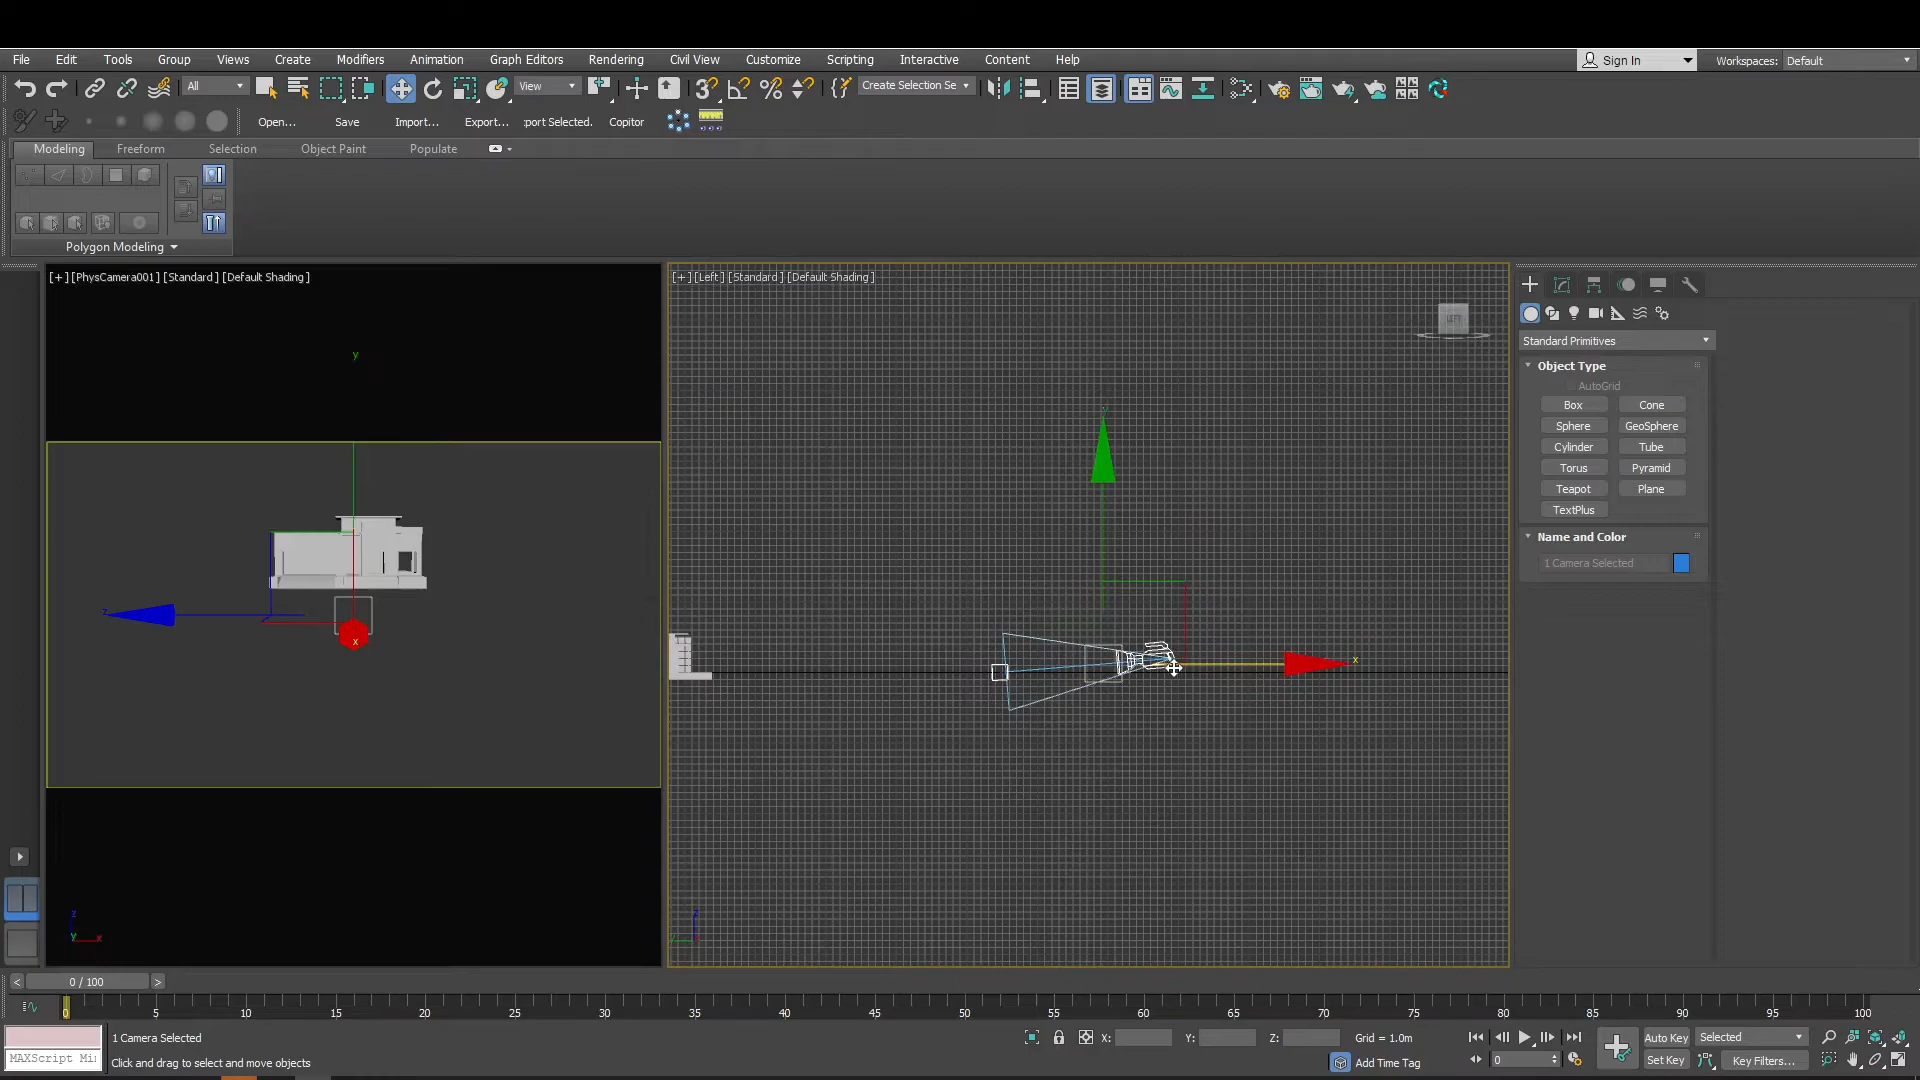 File Edit Tools Group Views Create Modifiers Animation Graph Editors Rendering Civil View Customize Scripting Interactive Content Help Sign In Workspaces: Default
All View Create Selection Se
Open... Save Import... Export... :port Selected. Copitor
Modeling Freeform Selection Object Paint Populate
Polygon Modeling
[+][PhysCamera001][Standard][Default Shading]
[+][Left][Standard][Default Shading]
LEFT
Standard Primitives
Object Type
AutoGrid
Box Cone
Sphere GeoSphere
Cylinder Tube
Torus Pyramid
Teapot Plane
TextPlus
Name and Color
1 Camera Selected
y
z
x
x
z
y x
z
y
< 0 / 100 >
0 5 10 15 20 25 30 35 40 45 50 55 60 65 70 75 80 85 90 95 100
1 Camera Selected X: Y: Z: Grid = 1.0m Auto Key Selected
MAXScript Mi Click and drag to select and move objects Add Time Tag 0 Set Key Key Filters...